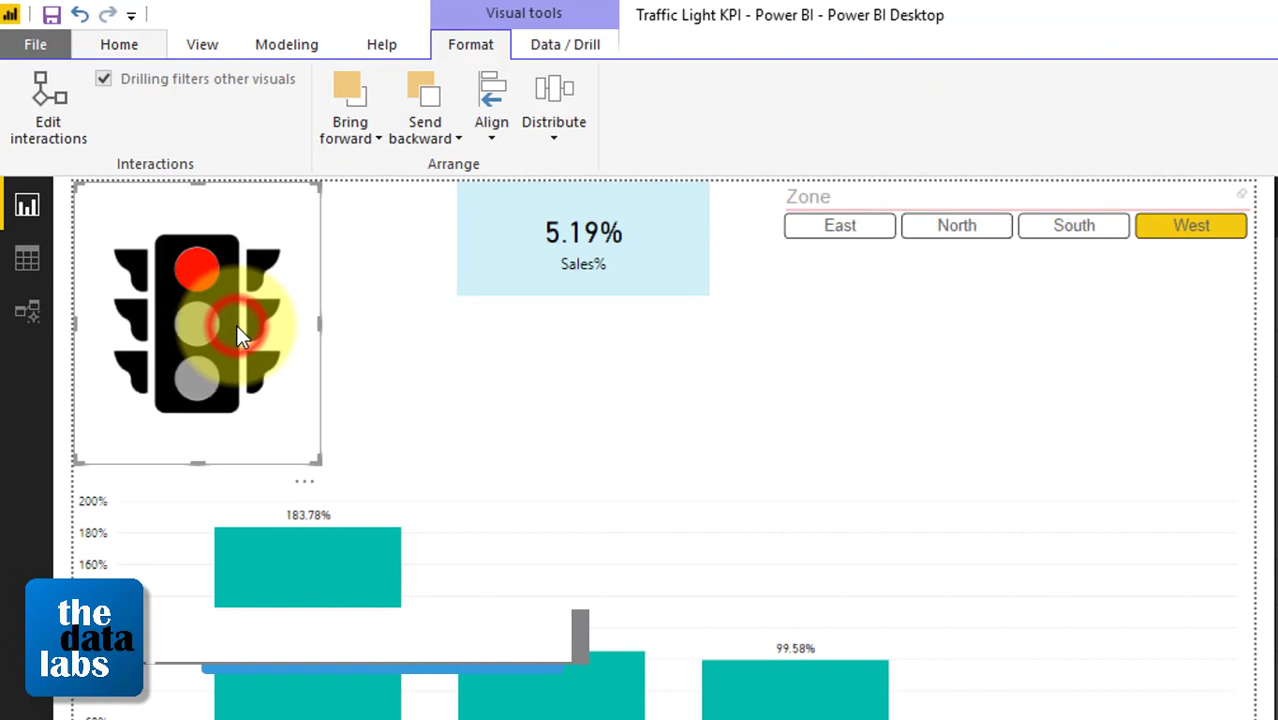 Visual tools
Traffic Light KPI - Power BI - Power BI Desktop
File Home View Modeling Help Format Data / Drill
Drilling filters other visuals
Edit interactions
Bring forward
Send backward
Align
Distribute
Interactions
Arrange
Zone
East North South West
5.19%
Sales%
200%
183.78%
180%
160%
99.58%
the
data
labs